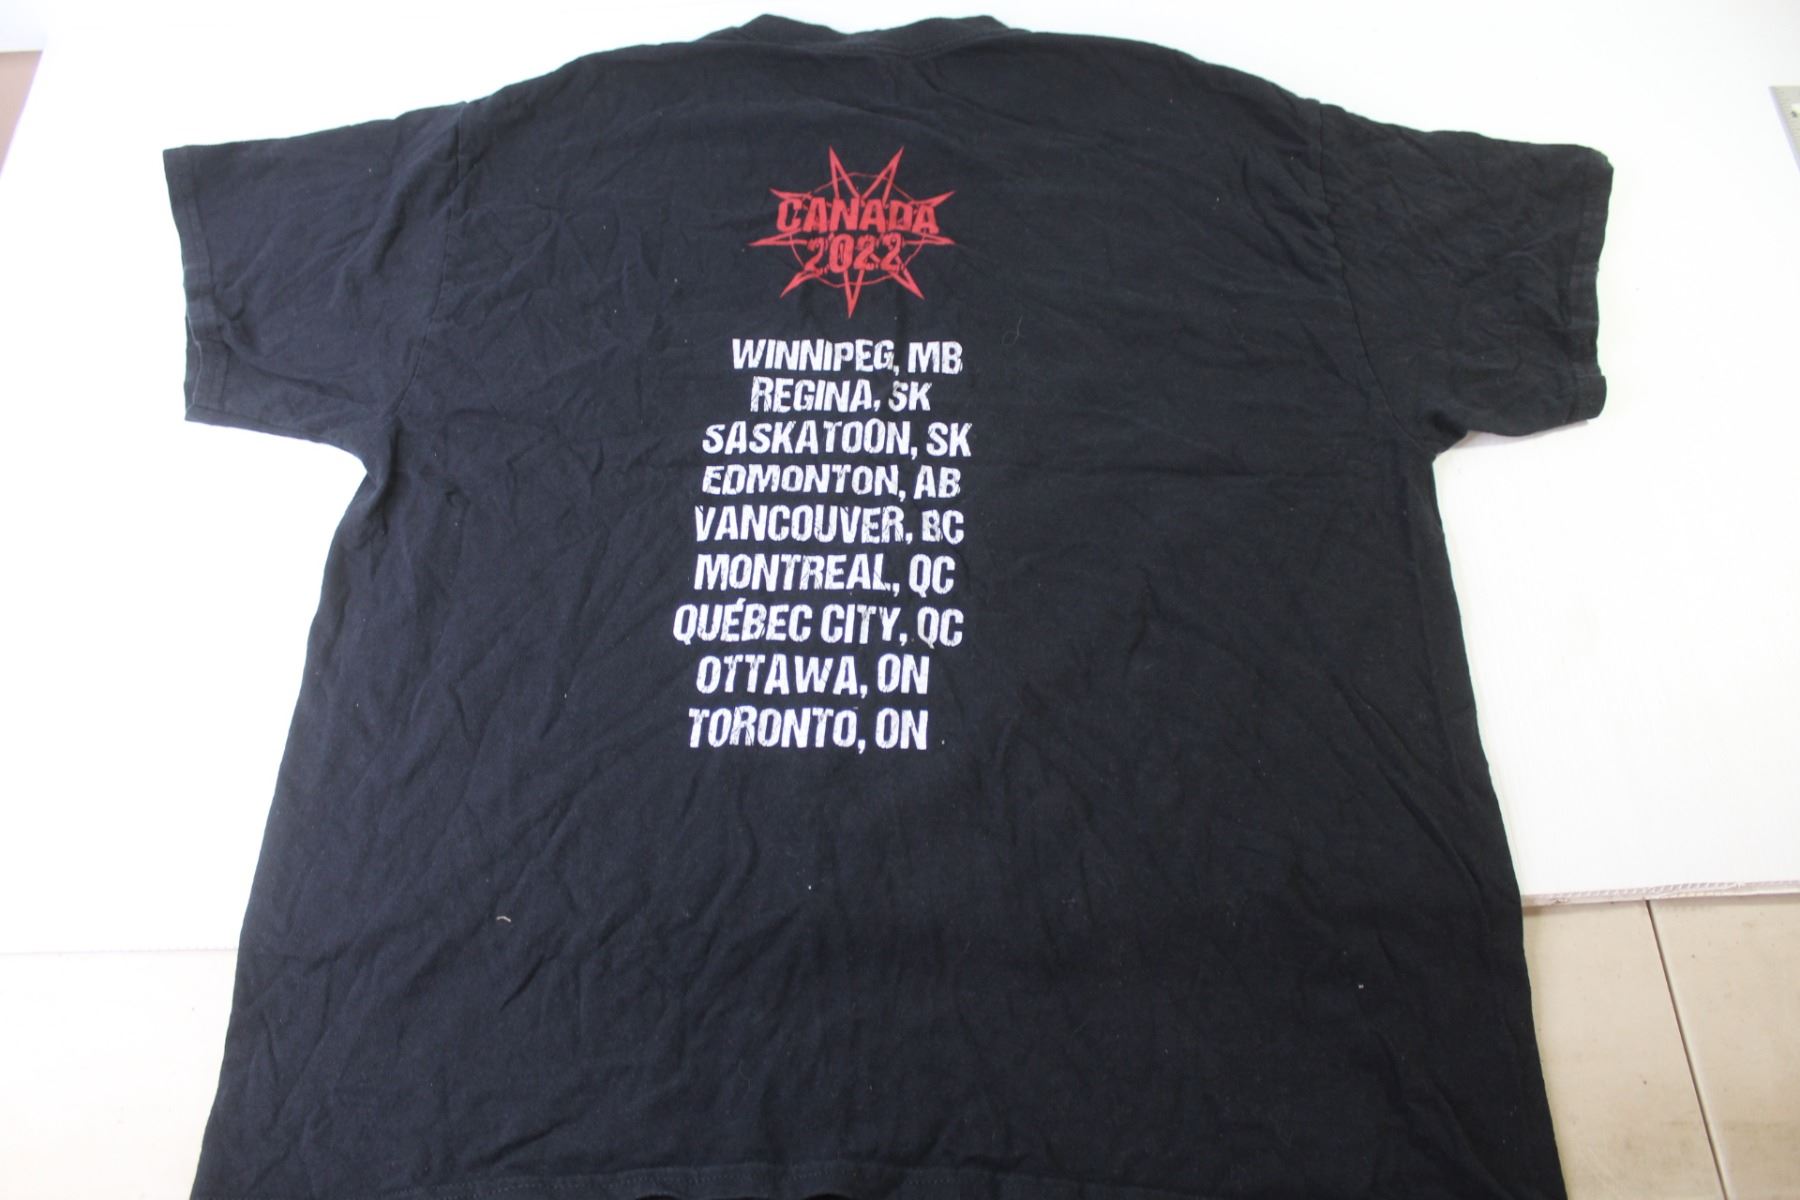 CANADA
2022
WINNIPEG, MB
REGINA, SK
SASKATOON, SK
EDMONTON, AB
VANCOUVER, BC
MONTREAL, QC
QUÉBEC CITY, QC
OTTAWA, ON
TORONTO, ON